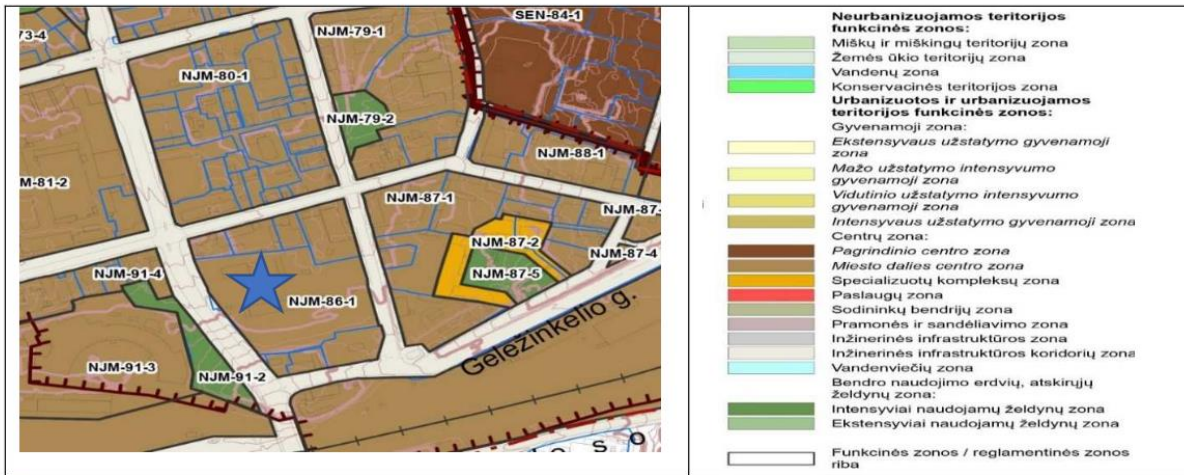 SEN-84-1
73-4
NJM-79-1
NJM-80-1
NJM-79-2
NJM-88-1
M-81-2
NJM-87-1
NJM-87-
NJM-87-2
NJM-87-4
NJM-91-4
NJM-87-5
NJM-86-1
Geležinkelio g.
NJM-91-3
NJM-91-2
e s o
Neurbanizuojamos teritorijos
funkcinės zonos:
Miškų ir miškingų teritorijų zona
Žemės ūkio teritorijų zona
Vandenų zona
Konservacinės teritorijos zona
Urbanizuotos ir urbanizuojamos
teritorijos funkcinės zonos:
Gyvenamoji zona:
Ekstensyvaus užstatymo gyvenamoji
zona
Mažo užstatymo intensyvumo
gyvenamoji zona
Vidutinio užstatymo intensyvumo
gyvenamoji zona
Intensyvaus užstatymo gyvenamoji zona
Centrų zona:
Pagrindinio centro zona
Miesto dalies centro zona
Specializuotų kompleksų zona
Paslaugų zona
Sodininkų bendrijų zona
Pramonės ir sandėliavimo zona
Inžinerinės infrastruktūros zona
Inžinerinės infrastruktūros koridorių zona
Vandenviečių zona
Bendro naudojimo erdvių, atskirųjų
želdynų zona:
Intensyviai naudojamų želdynų zona
Ekstensyviai naudojamų želdynų zona
Funkcinės zonos / reglamentinės zonos
riba